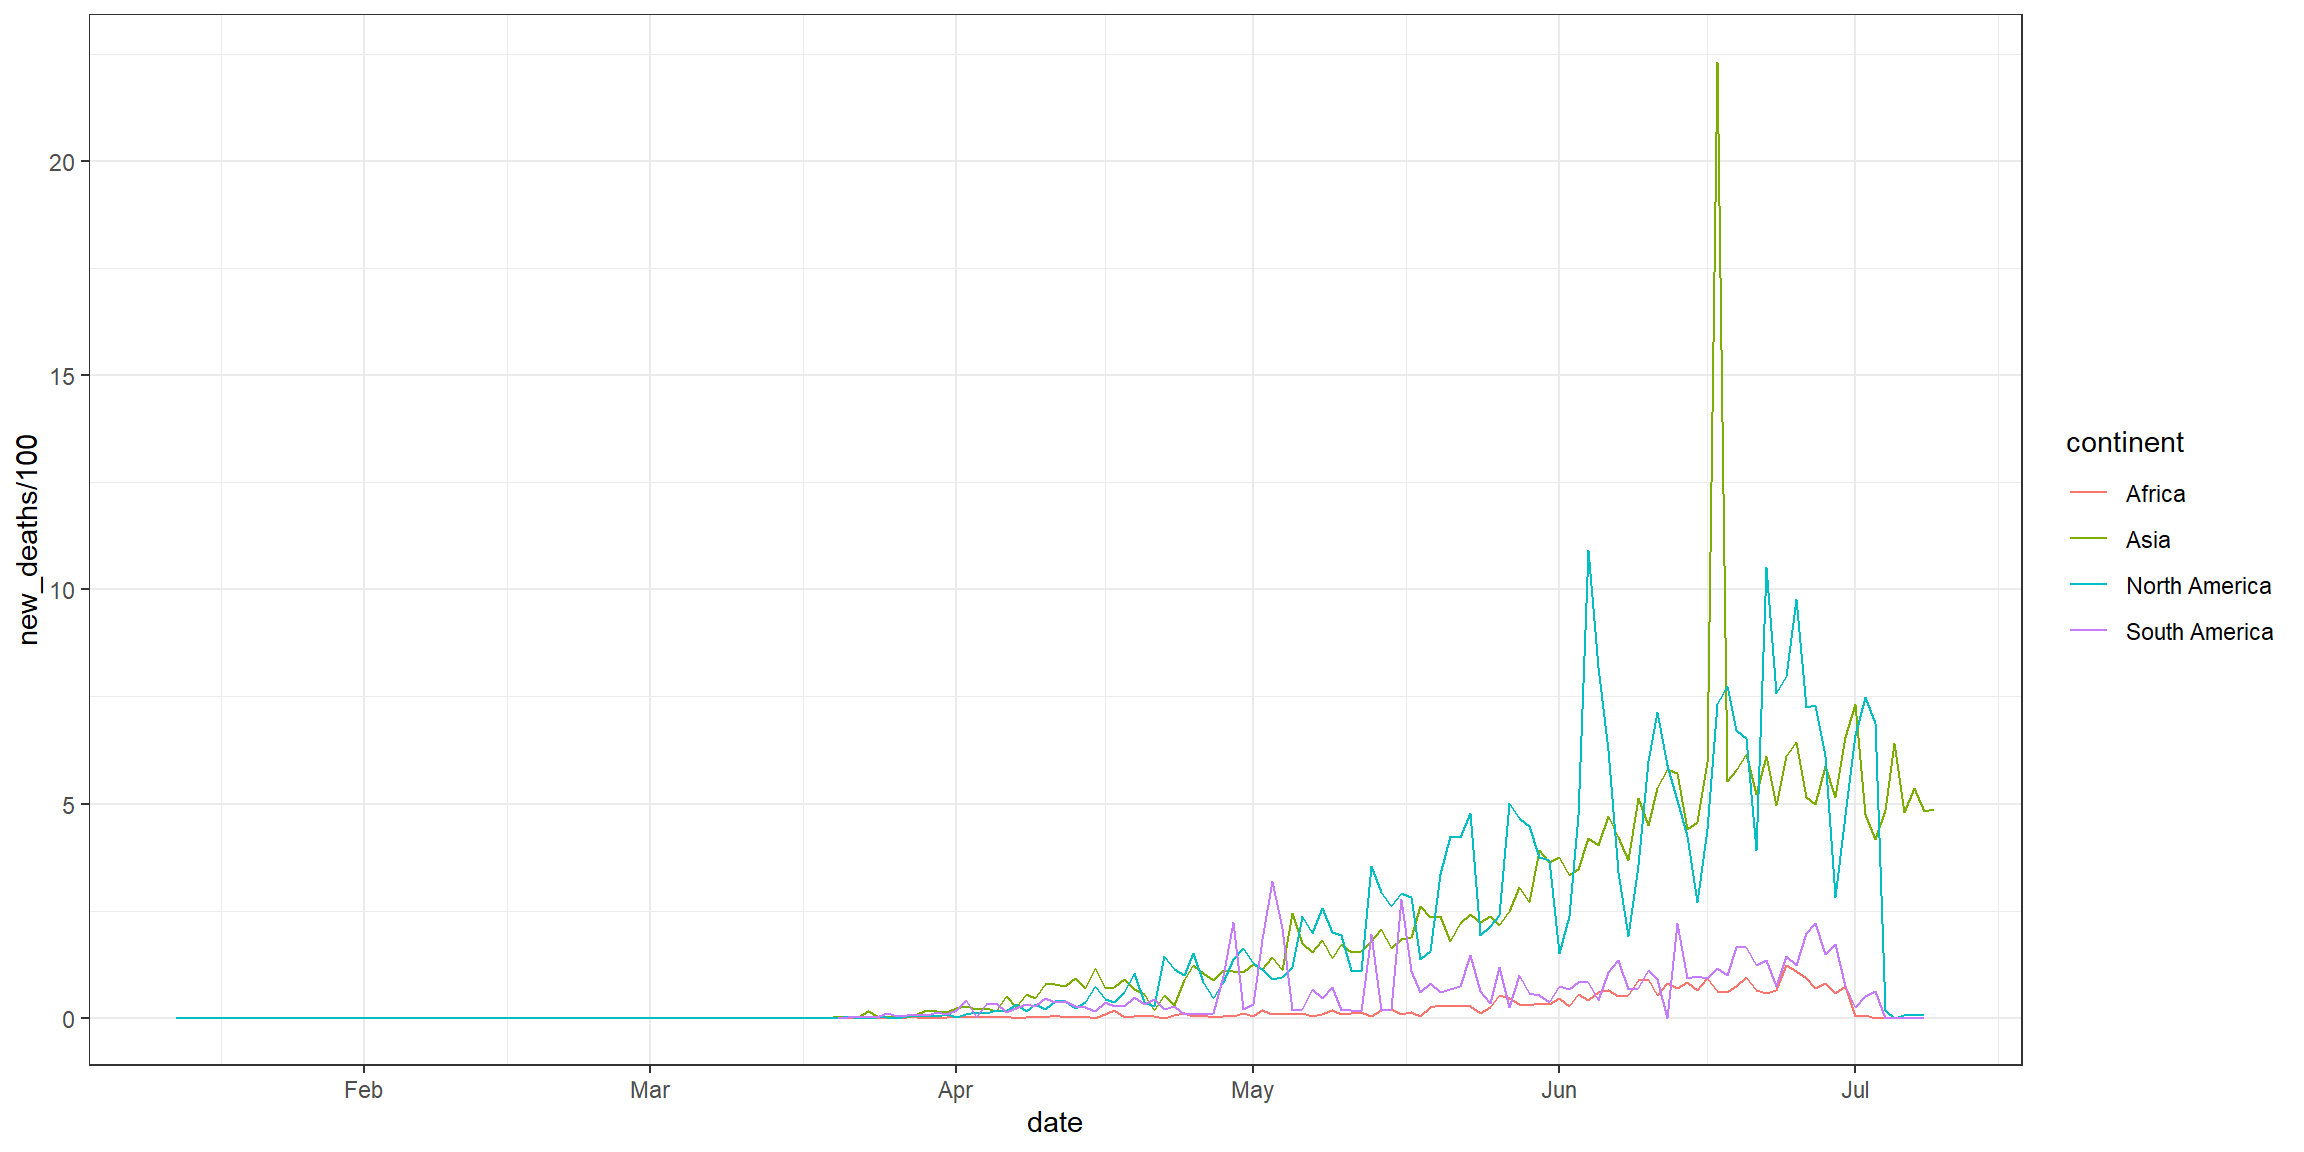 new_deaths/100
20
15
10
5
0
Feb Mar Apr May Jun Jul
date
continent
Africa
Asia
North America
South America